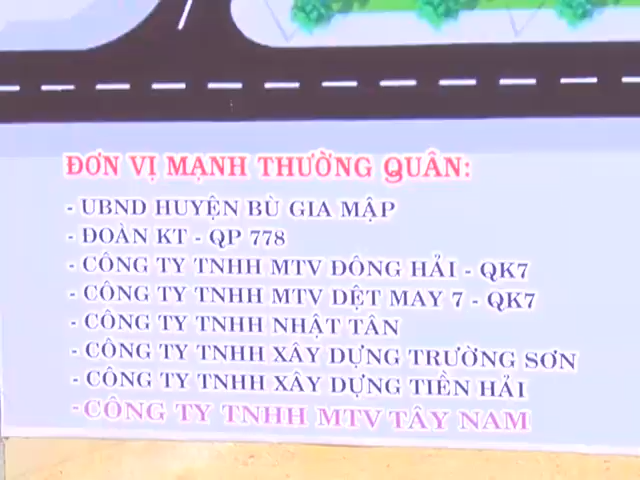 ĐƠN VỊ MẠNH THƯỜNG QUÂN:
- UBND HUYỆN BÙ GIA MẬP
- ĐOÀN KT - QP 778
- CÔNG TY TNHH MTV ĐÔNG HẢI - QK7
- CÔNG TY TNHH MTV DỆT MAY 7 - QK7
- CÔNG TY TNHH NHẬT TÂN
- CÔNG TY TNHH XÂY DỰNG TRƯỜNG SƠN
- CÔNG TY TNHH XÂY DỰNG TIỀN HẢI
- CÔNG TY TNHH MTV TÂY NAM